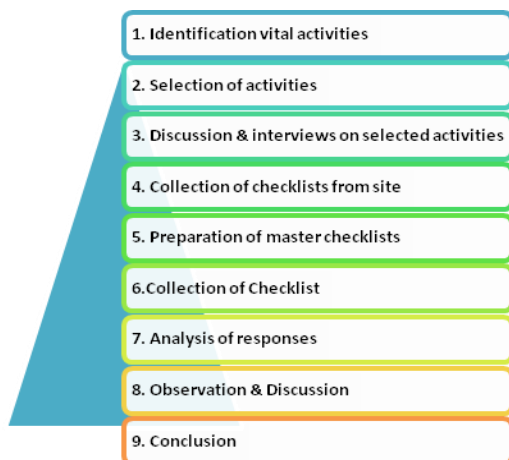 1. Identification vital activities
2. Selection of activities
3. Discussion & interviews on selected activities
4. Collection of checklists from site
5. Preparation of master checklists
6.Collection of Checklist
7. Analysis of responses
8. Observation & Discussion
9. Conclusion